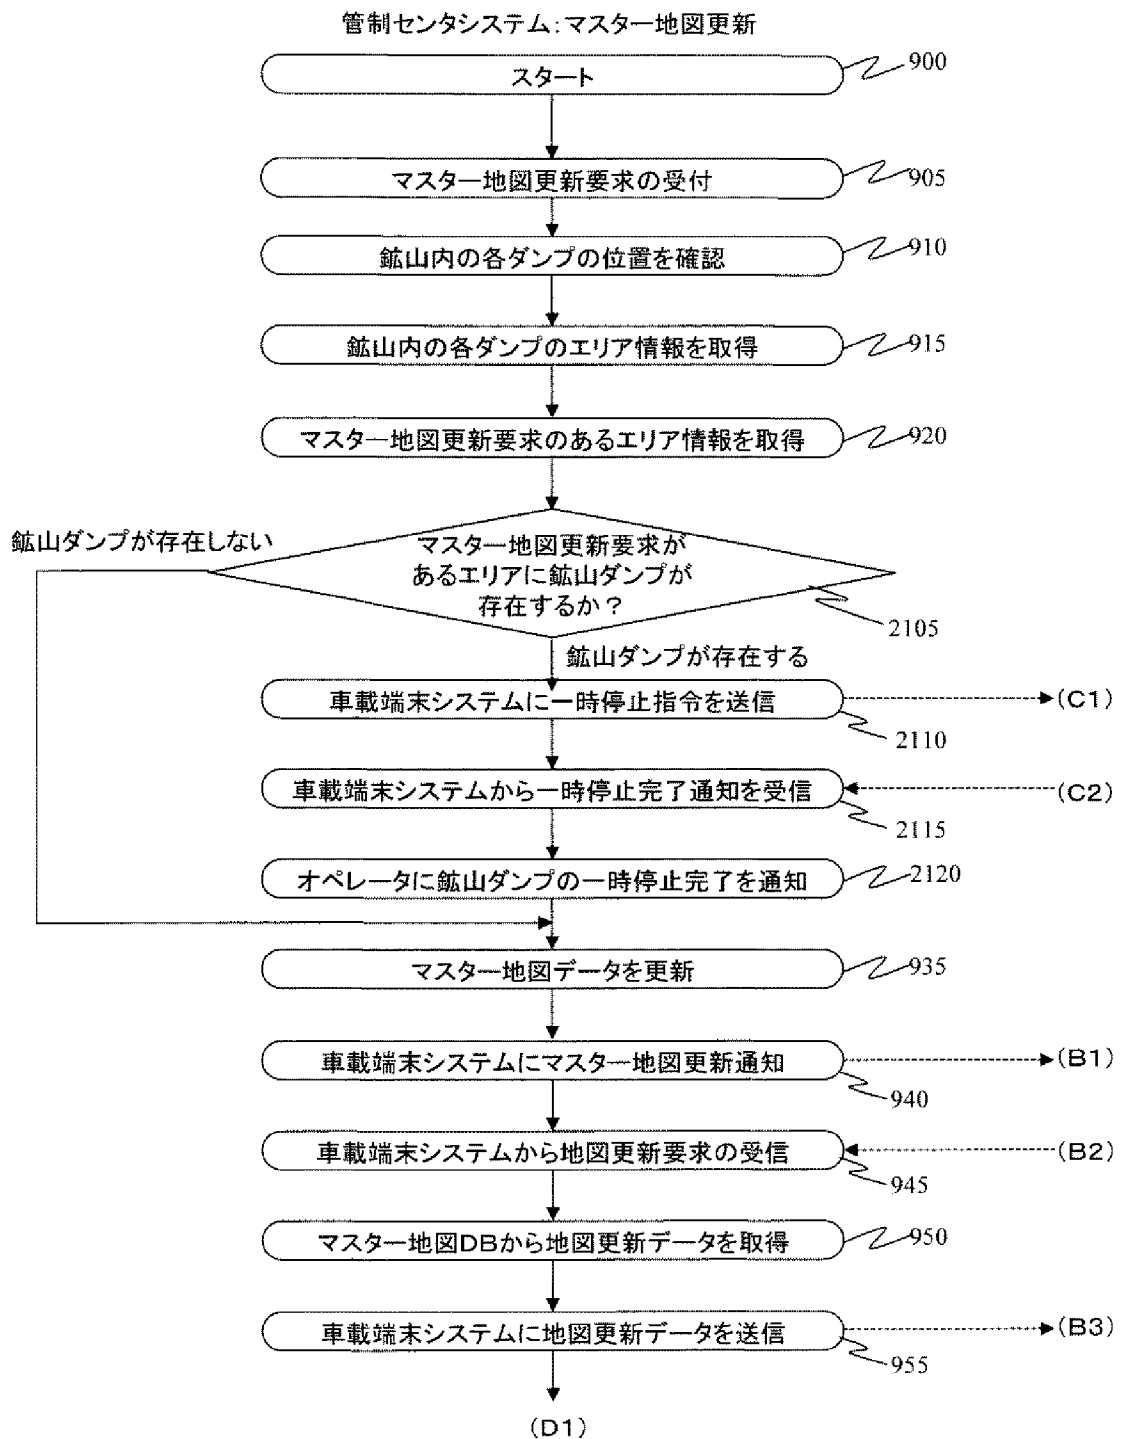 管制センタシステム：マスター地図更新
スタート
900
マスター地図更新要求の受付
905
鉱山内の各ダンプの位置を確認
910
鉱山内の各ダンプのエリア情報を取得
915
マスター地図更新要求のあるエリア情報を取得
920
鉱山ダンプが存在しない
マスター地図更新要求が
あるエリアに鉱山ダンプが
存在するか？
2105
鉱山ダンプが存在する
車載端末システムに一時停止指令を送信
(C1)
2110
車載端末システムから一時停止完了通知を受信
(C2)
2115
オペレータに鉱山ダンプの一時停止完了を通知
2120
マスター地図データを更新
935
車載端末システムにマスター地図更新通知
(B1)
940
車載端末システムから地図更新要求の受信
(B2)
945
マスター地図DBから地図更新データを取得
950
車載端末システムに地図更新データを送信
(B3)
955
(D1)